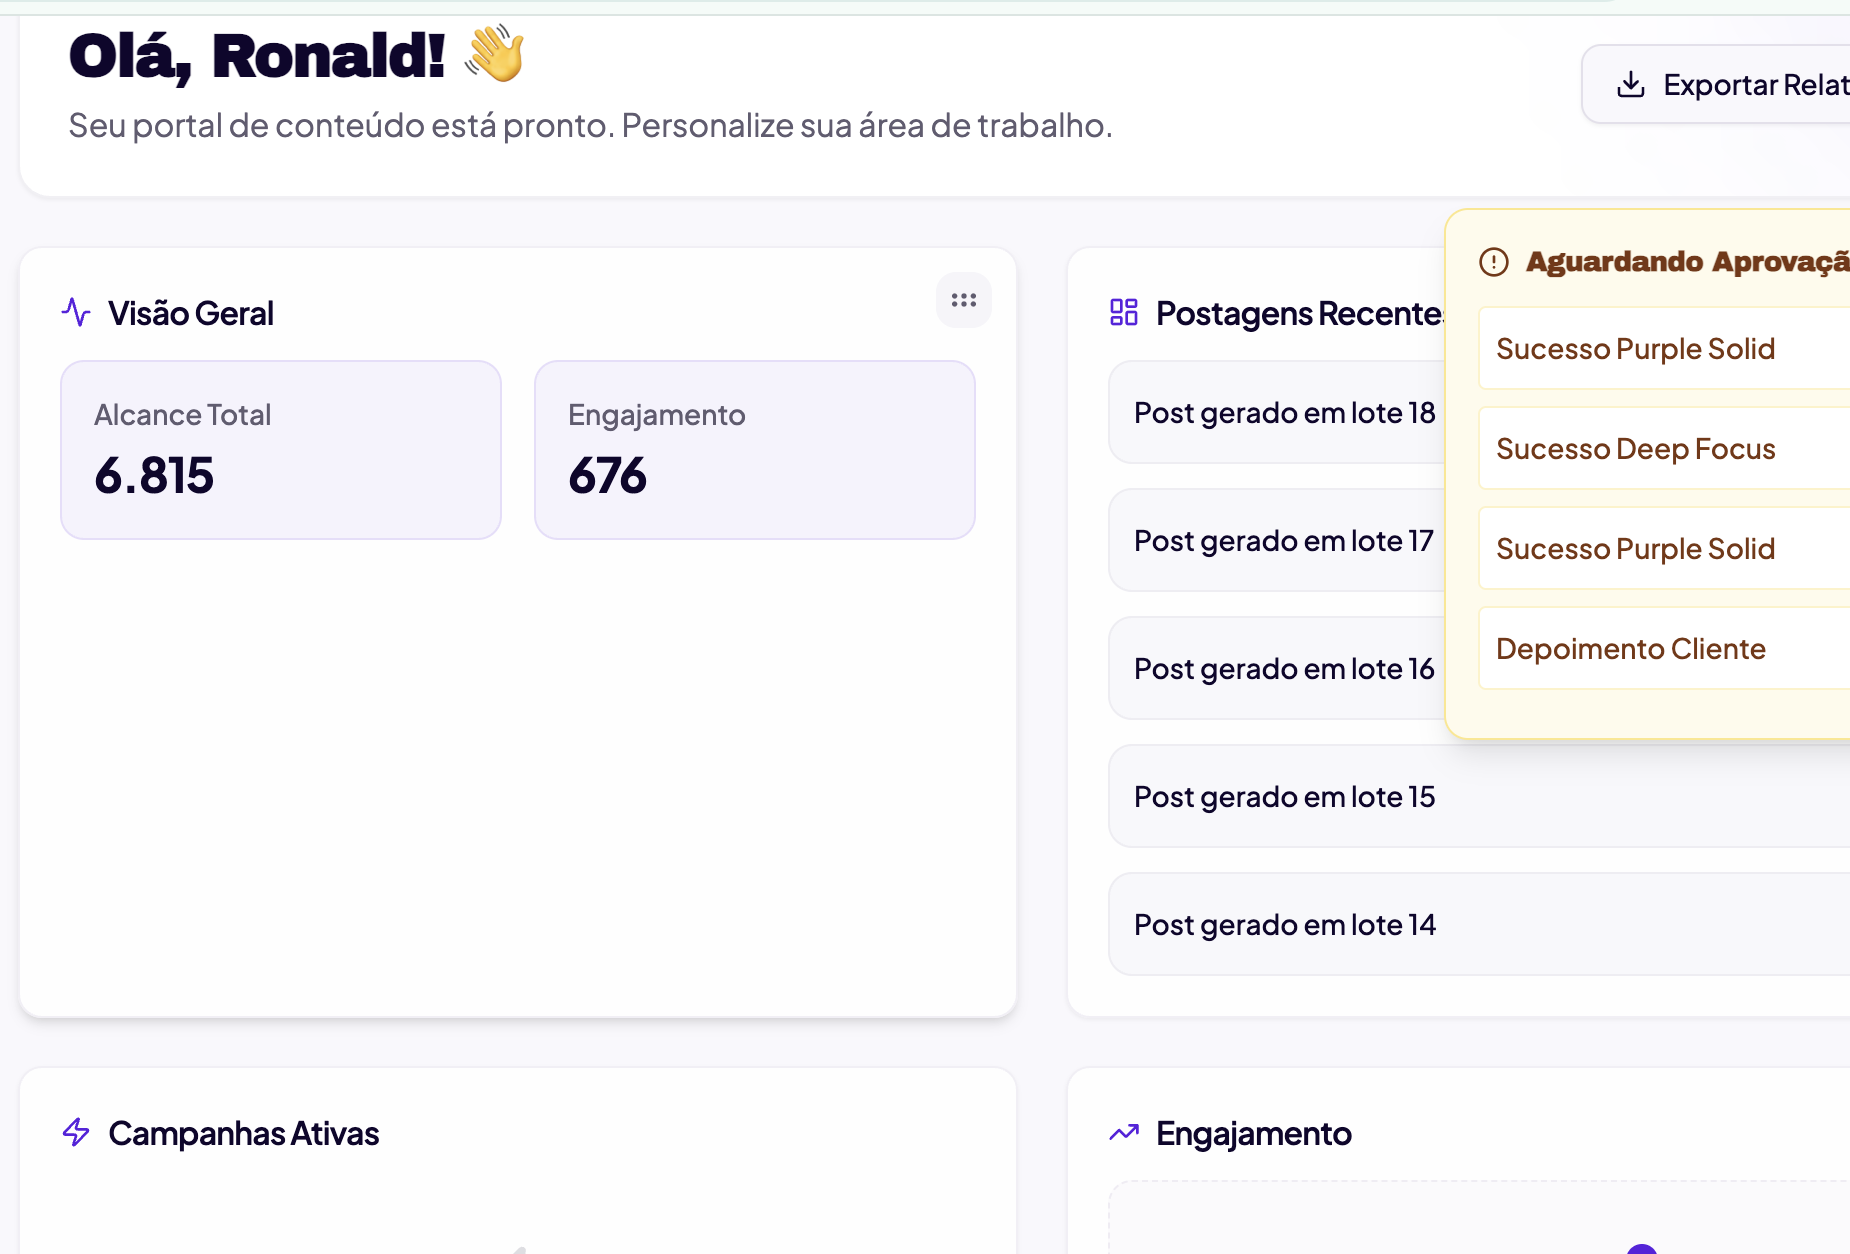 Olá, Ronald! 👋
Seu portal de conteúdo está pronto. Personalize sua área de trabalho.
Exportar Relat
Visão Geral
Alcance Total
6.815
Engajamento
676
Postagens Recentes
Post gerado em lote 18
Post gerado em lote 17
Post gerado em lote 16
Post gerado em lote 15
Post gerado em lote 14
Aguardando Aprovaçã
Sucesso Purple Solid
Sucesso Deep Focus
Sucesso Purple Solid
Depoimento Cliente
Campanhas Ativas
Engajamento